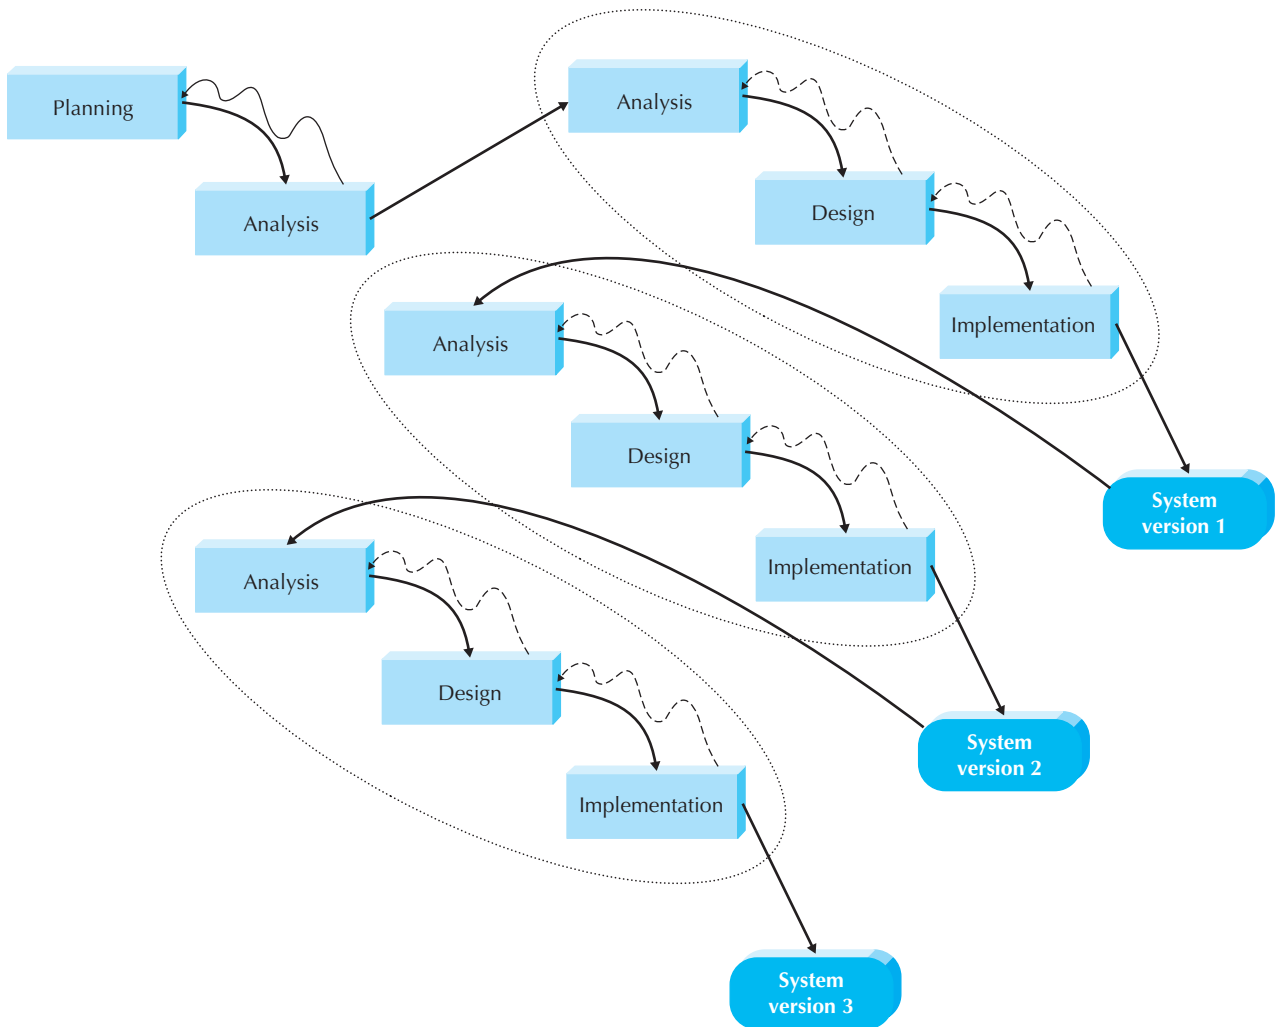 Planning
Analysis
Analysis
Design
Implementation
System
version 1
Analysis
Design
Implementation
System
version 2
Analysis
Design
Implementation
System
version 3